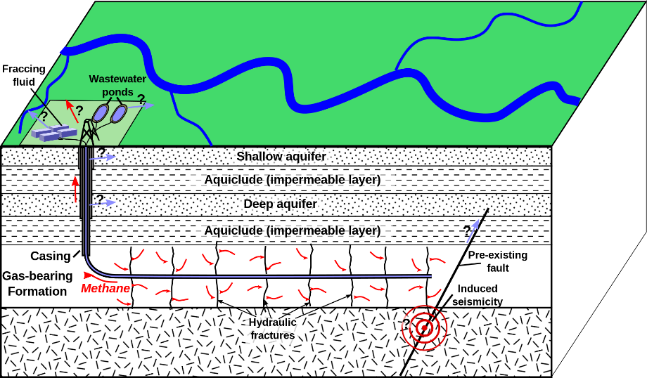 Fraccing
fluid
Wastewater
ponds
?
?
?
?
Shallow aquifer
Aquiclude (impermeable layer)
?
Deep aquifer
Aquiclude (impermeable layer)
?
Casing
Pre-existing
fault
Gas-bearing
Formation
Methane
Induced
seismicity
Hydraulic
fractures
?